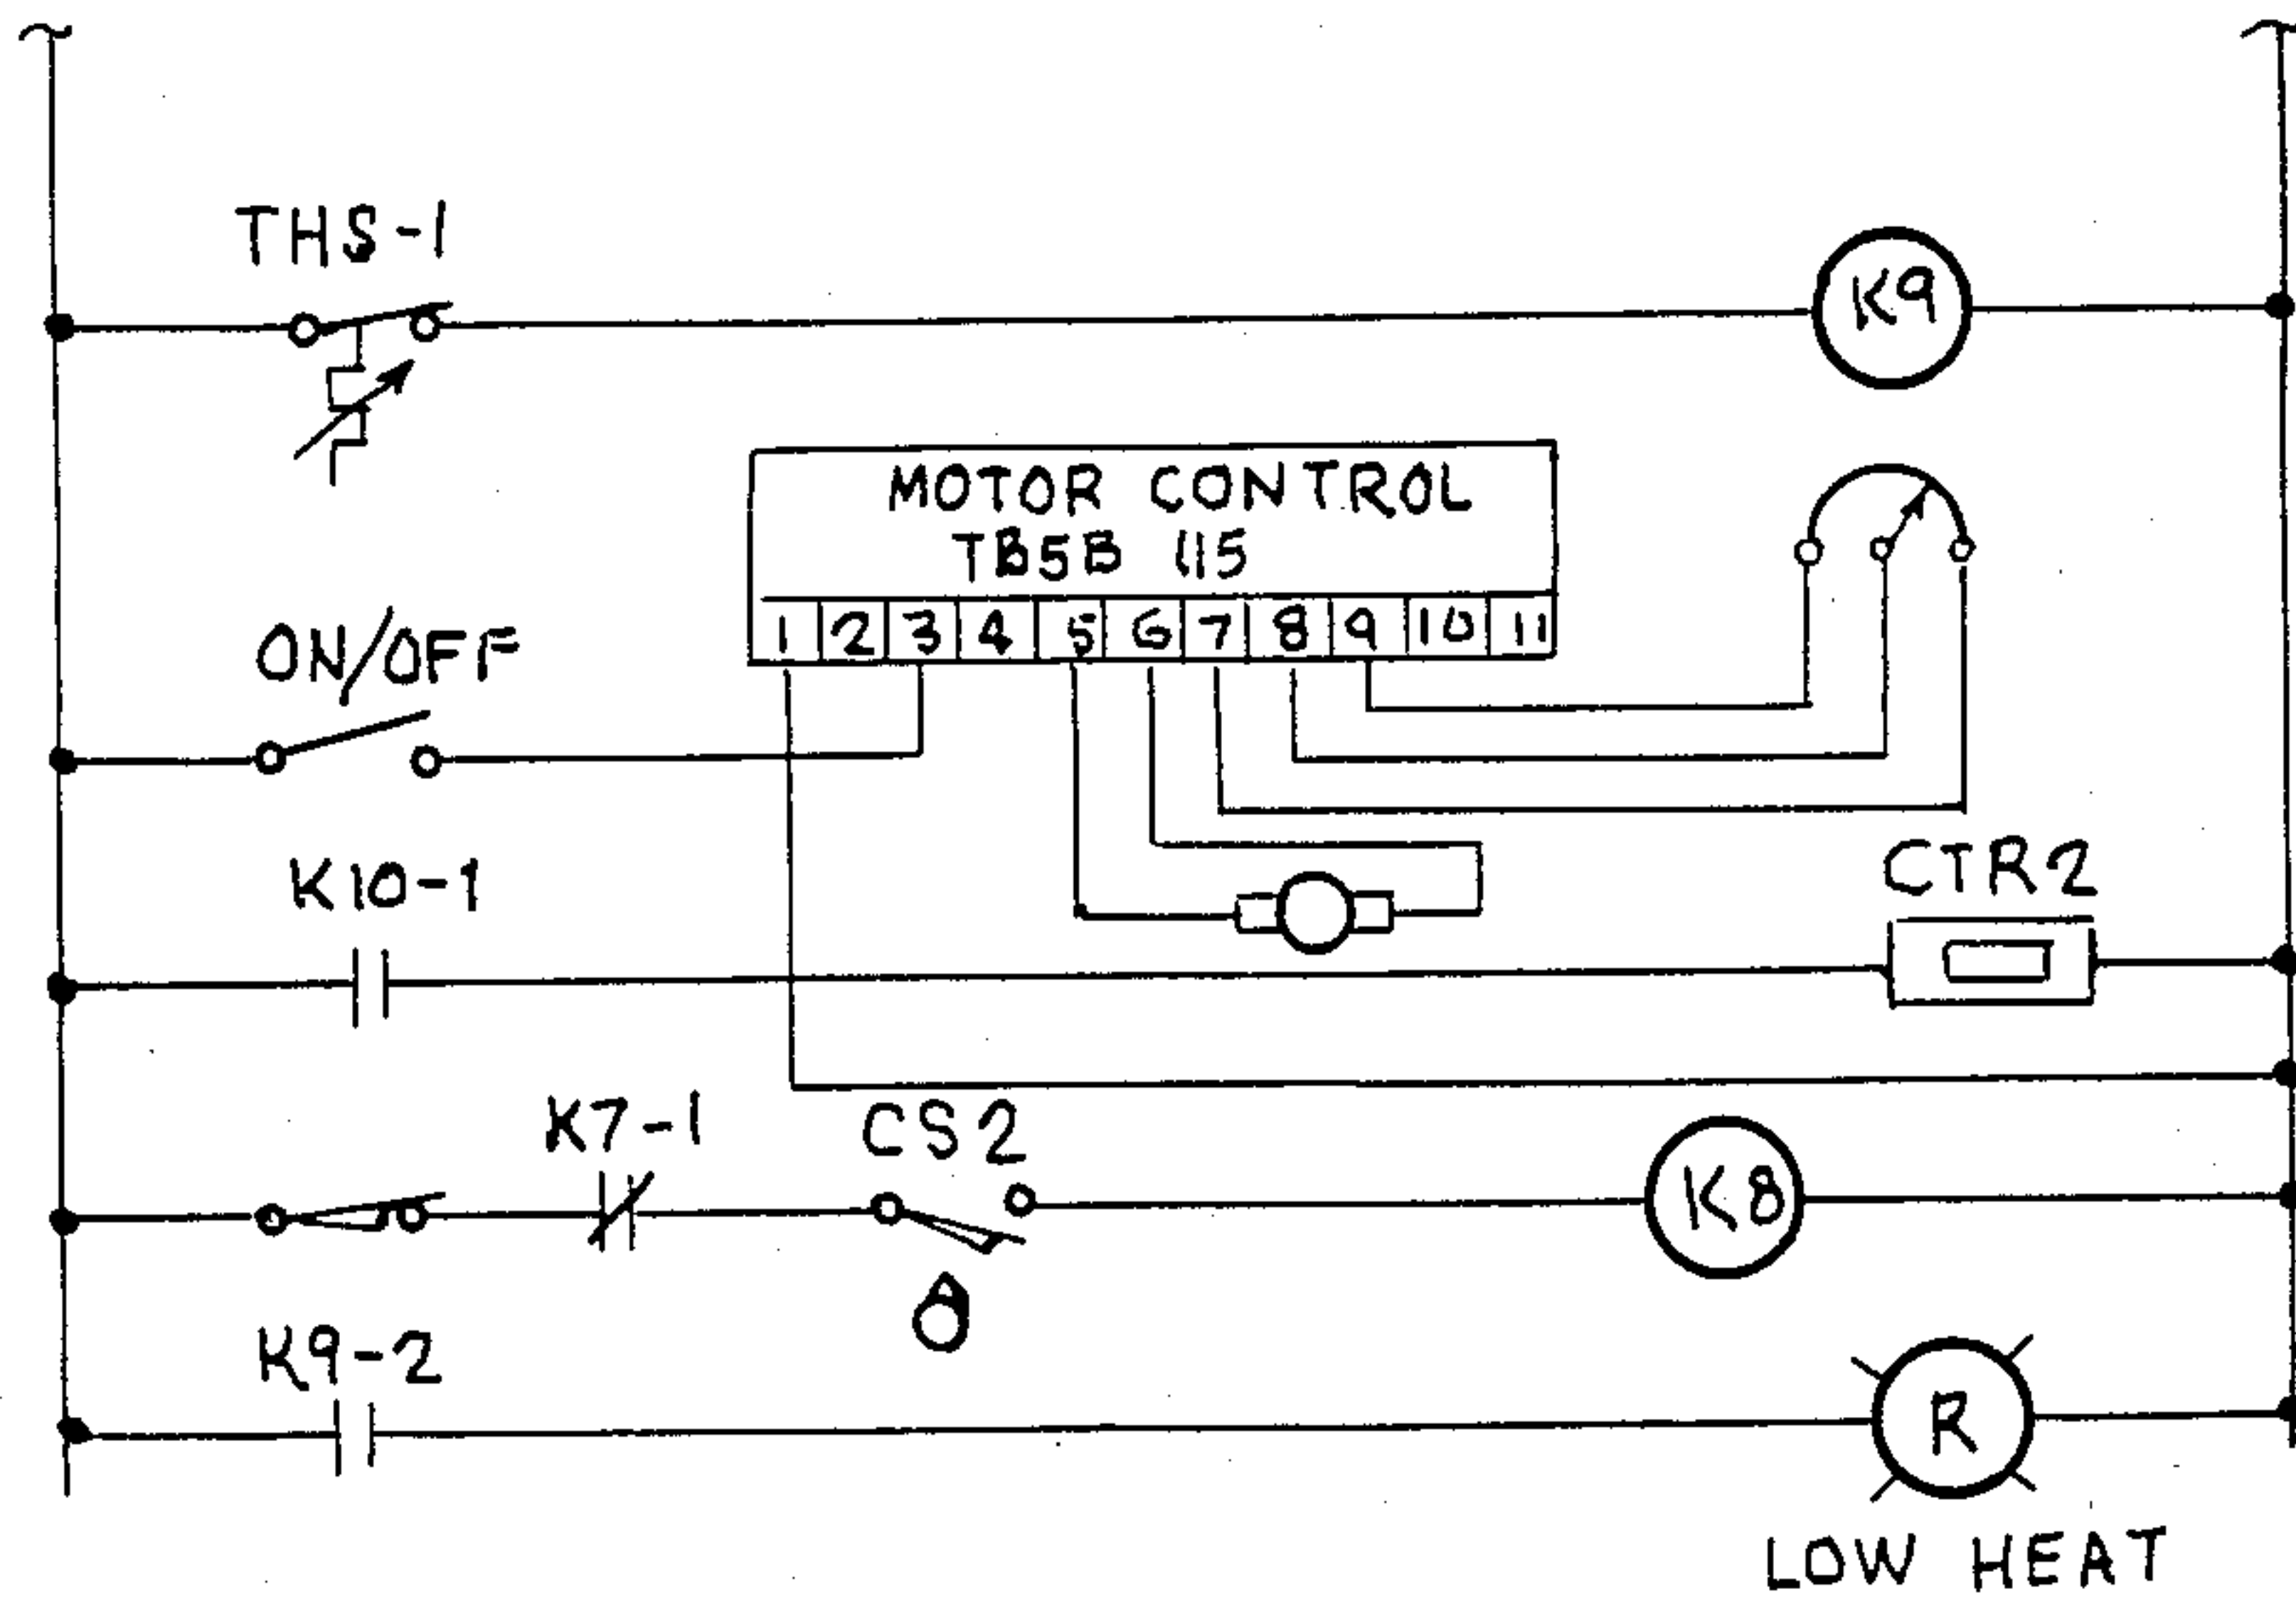 THS-1
K9
MOTOR CONTROL
TB5B 115
1 2 3 4 5 6 7 8 9 10 11
ON/OFF
K10-1
CTR2
K7-1
CS2
K8
K9-2
R
LOW HEAT